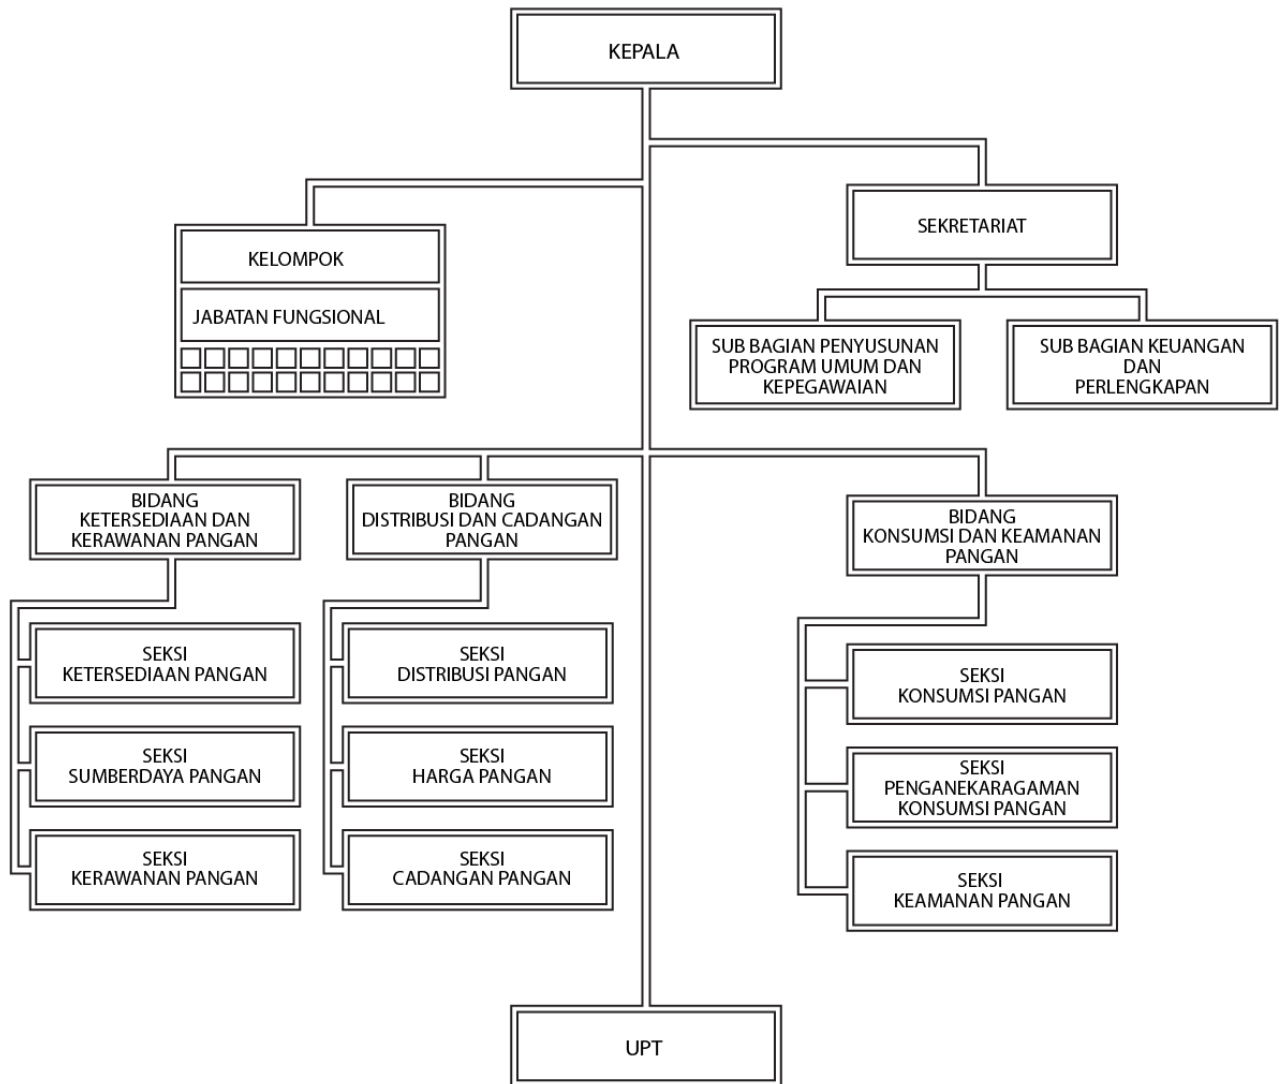 KEPALA
SEKRETARIAT
KELOMPOK
JABATAN FUNGSIONAL
SUB BAGIAN PENYUSUNAN
PROGRAM UMUM DAN
KEPEGAWAIAN
SUB BAGIAN KEUANGAN
DAN
PERLENGKAPAN
BIDANG
KETERSEDIAAN DAN
KERAWANAN PANGAN
BIDANG
DISTRIBUSI DAN CADANGAN
PANGAN
BIDANG
KONSUMSI DAN KEAMANAN
PANGAN
SEKSI
KETERSEDIAAN PANGAN
SEKSI
SUMBERDAYA PANGAN
SEKSI
KERAWANAN PANGAN
SEKSI
DISTRIBUSI PANGAN
SEKSI
HARGA PANGAN
SEKSI
CADANGAN PANGAN
SEKSI
KONSUMSI PANGAN
SEKSI
PENGANEKARAGAMAN
KONSUMSI PANGAN
SEKSI
KEAMANAN PANGAN
UPT